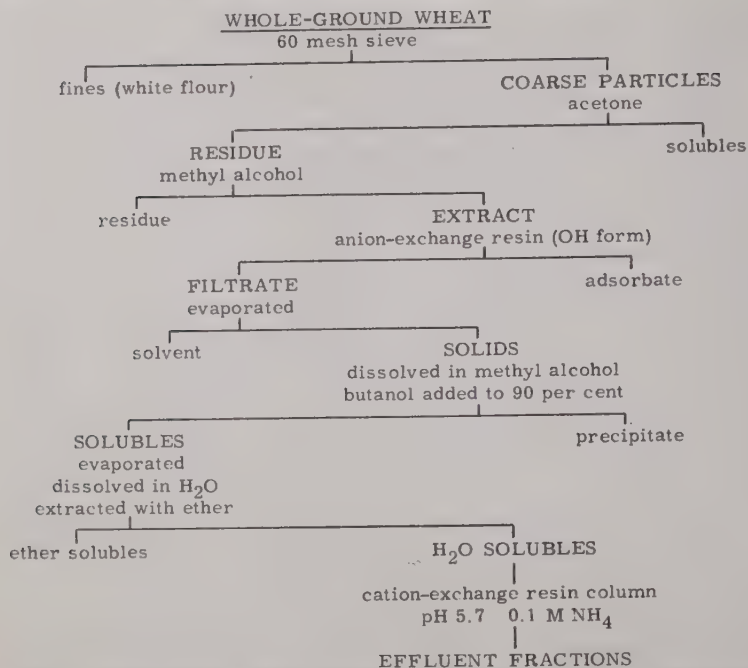 WHOLE-GROUND WHEAT
60 mesh sieve
fines (white flour)
COARSE PARTICLES
acetone
RESIDUE
methyl alcohol
solubles
residue
EXTRACT
anion-exchange resin (OH form)
FILTRATE
evaporated
adsorbate
solvent
SOLIDS
dissolved in methyl alcohol
butanol added to 90 per cent
SOLUBLES
evaporated
dissolved in H₂O
extracted with ether
precipitate
ether solubles
H₂O SOLUBLES
cation-exchange resin column
pH 5.7 0.1 M NH₄
EFFLUENT FRACTIONS